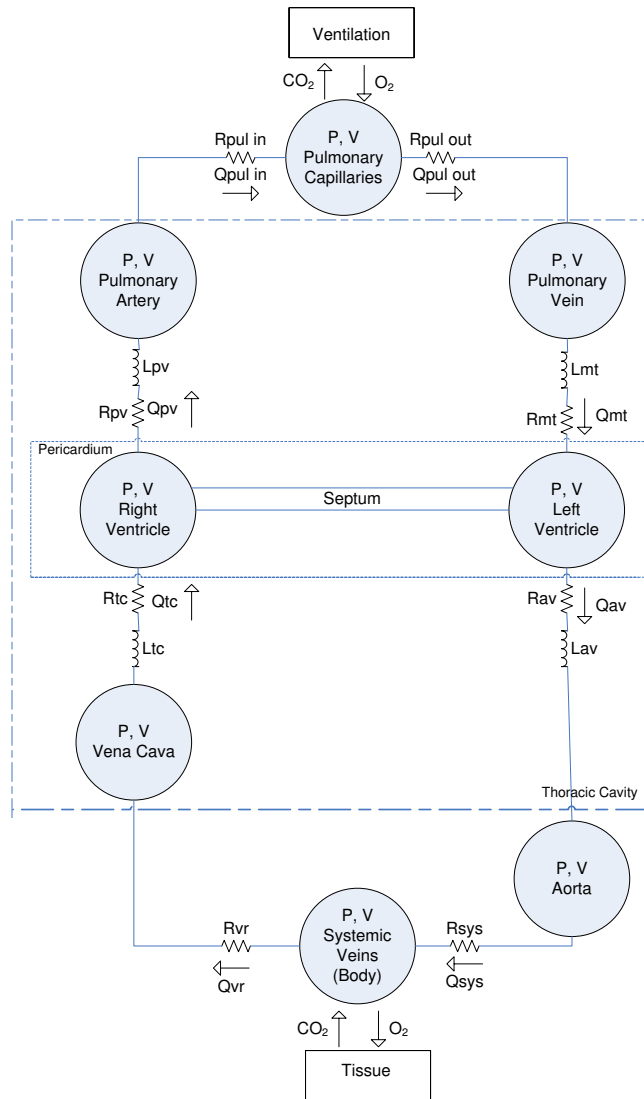 Ventilation
CO₂
O₂
Rpul in
Qpul in
P, V
Pulmonary
Capillaries
Rpul out
Qpul out
P, V
Pulmonary
Artery
P, V
Pulmonary
Vein
Lpv
Lmt
Rpv
Qpv
Rmt
Qmt
Pericardium
P, V
Right
Ventricle
Septum
P, V
Left
Ventricle
Rtc
Qtc
Rav
Qav
Ltc
Lav
P, V
Vena Cava
Thoracic Cavity
P, V
Aorta
Rvr
Qvr
P, V
Systemic
Veins
(Body)
Rsys
Qsys
CO₂
O₂
Tissue